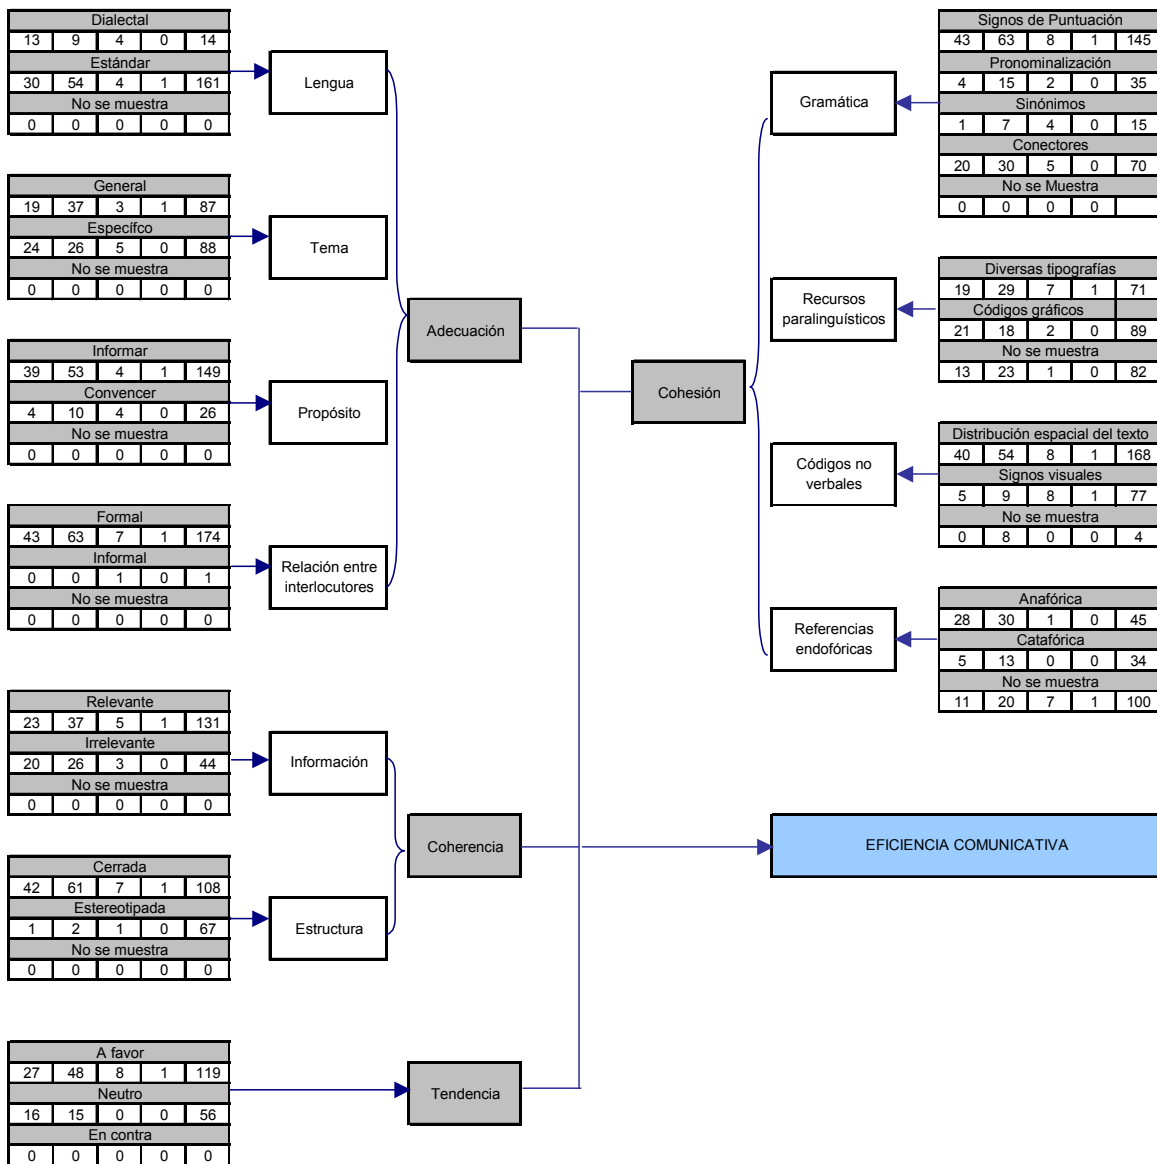 Dialectal
13 9 4 0 14
Estándar
30 54 4 1 161
No se muestra
0 0 0 0 0
Lengua
General
19 37 3 1 87
Específco
24 26 5 0 88
No se muestra
0 0 0 0 0
Tema
Informar
39 53 4 1 149
Convencer
4 10 4 0 26
No se muestra
0 0 0 0 0
Propósito
Formal
43 63 7 1 174
Informal
0 0 1 0 1
No se muestra
0 0 0 0 0
Relación entre
interlocutores
Adecuación
Relevante
23 37 5 1 131
Irrelevante
20 26 3 0 44
No se muestra
0 0 0 0 0
Información
Cerrada
42 61 7 1 108
Estereotipada
1 2 1 0 67
No se muestra
0 0 0 0 0
Estructura
Coherencia
A favor
27 48 8 1 119
Neutro
16 15 0 0 56
En contra
0 0 0 0 0
Tendencia
Cohesión
Gramática
Signos de Puntuación
43 63 8 1 145
Pronominalización
4 15 2 0 35
Sinónimos
1 7 4 0 15
Conectores
20 30 5 0 70
No se Muestra
0 0 0 0
Recursos
paralinguísticos
Diversas tipografías
19 29 7 1 71
Códigos gráficos
21 18 2 0 89
No se muestra
13 23 1 0 82
Códigos no
verbales
Distribución espacial del texto
40 54 8 1 168
Signos visuales
5 9 8 1 77
No se muestra
0 8 0 0 4
Referencias
endofóricas
Anafórica
28 30 1 0 45
Catafórica
5 13 0 0 34
No se muestra
11 20 7 1 100
EFICIENCIA COMUNICATIVA